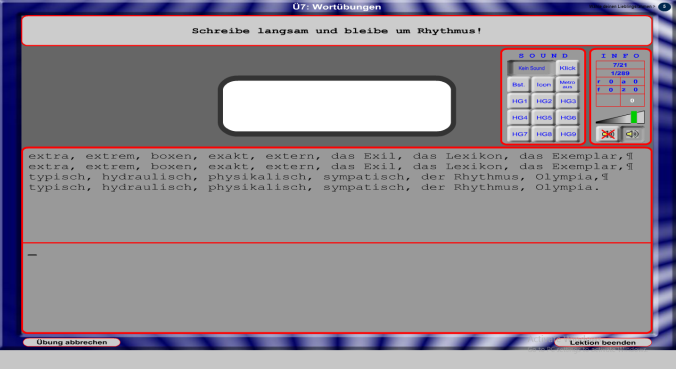 Ü7: Wortübungen
5
Schreibe langsam und bleibe um Rhythmus!
SOUND
Kein Sound Klick
Bst. Icon Metro aus
HG1 HG2 HG3
HG4 HG5 HG6
HG7 HG8 HG9
INFO
7/21
1/289
r 0 a 0
f 0 z 0
0
extra, extrem, boxen, exakt, extern, das Exil, das Lexikon, das Exemplar,¶
extra, extrem, boxen, exakt, extern, das Exil, das Lexikon, das Exemplar,¶
typisch, hydraulisch, physikalisch, sympatisch, der Rhythmus, Olympia,¶
typisch, hydraulisch, physikalisch, sympatisch, der Rhythmus, Olympia.
Übung abbrechen
Lektion beenden